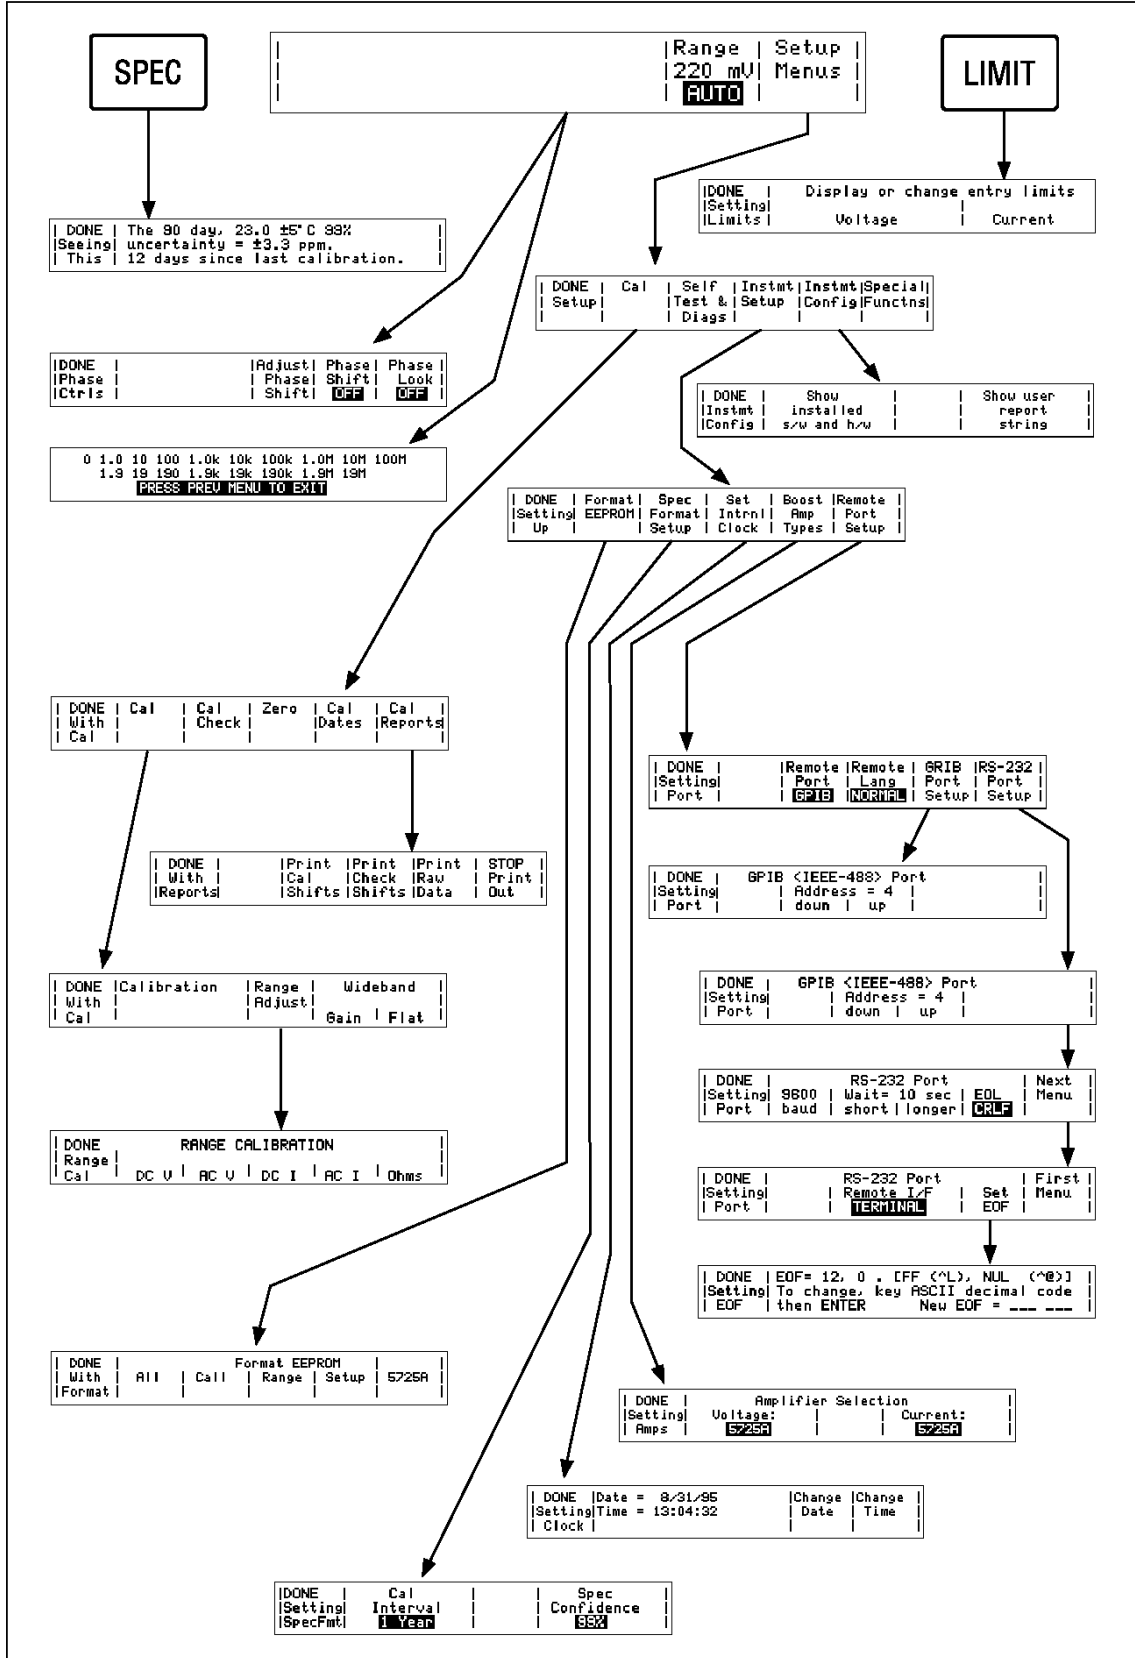 SPEC
Range Setup
220 mV Menus
AUTO
LIMIT
DONE The 90 day, 23.0 ±5°C 99%
Seeing uncertainty = ±3.3 ppm.
This 12 days since last calibration.
DONE Display or change entry limits
Setting
Limits Voltage Current
DONE Cal Self Instmt Instmt Special
Setup Test & Setup Config Functns
Diags
DONE Adjust Phase Phase
Phase Phase Shift Lock
Ctrls Shift OFF OFF
DONE Show Show user
Instmt installed report
Config s/w and h/w string
0 1.0 10 100 1.0k 10k 100k 1.0M 10M 100M
1.9 19 190 1.9k 19k 190k 1.9M 19M
PRESS PREV MENU TO EXIT
DONE Format Spec Set Boost Remote
Setting EEPROM Format Intrnl Amp Port
Up Setup Clock Types Setup
DONE Cal Cal Zero Cal Cal
With Check Dates Reports
Cal
DONE Remote Remote GRIB RS-232
Setting Port Lang Port Port
Port GPIB NORMAL Setup Setup
DONE Print Print Print STOP
With Cal Check Raw Print
Reports Shifts Shifts Data Out
DONE GPIB <IEEE-488> Port
Setting Address = 4
Port down up
DONE Calibration Range Wideband
With Adjust
Cal Gain Flat
DONE GPIB <IEEE-488> Port
Setting Address = 4
Port down up
DONE RS-232 Port Next
Setting 9600 Wait= 10 sec EOL Menu
Port baud short longer CRLF
DONE RANGE CALIBRATION
Range
Cal DC V AC V DC I AC I Ohms
DONE RS-232 Port First
Setting Remote I/F Set Menu
Port TERMINAL EOF
DONE EOF= 12, 0 . [FF (^L), NUL (^@)]
Setting To change, key ASCII decimal code
EOF then ENTER New EOF = ___ ___
DONE Format EEPROM
With All Call Range Setup 5725A
Format
DONE Amplifier Selection
Setting Voltage: Current:
Amps 5725A 5725A
DONE Date = 8/31/95 Change Change
Setting Time = 13:04:32 Date Time
Clock
DONE Cal Spec
Setting Interval Confidence
SpecFmt 1 Year 99%